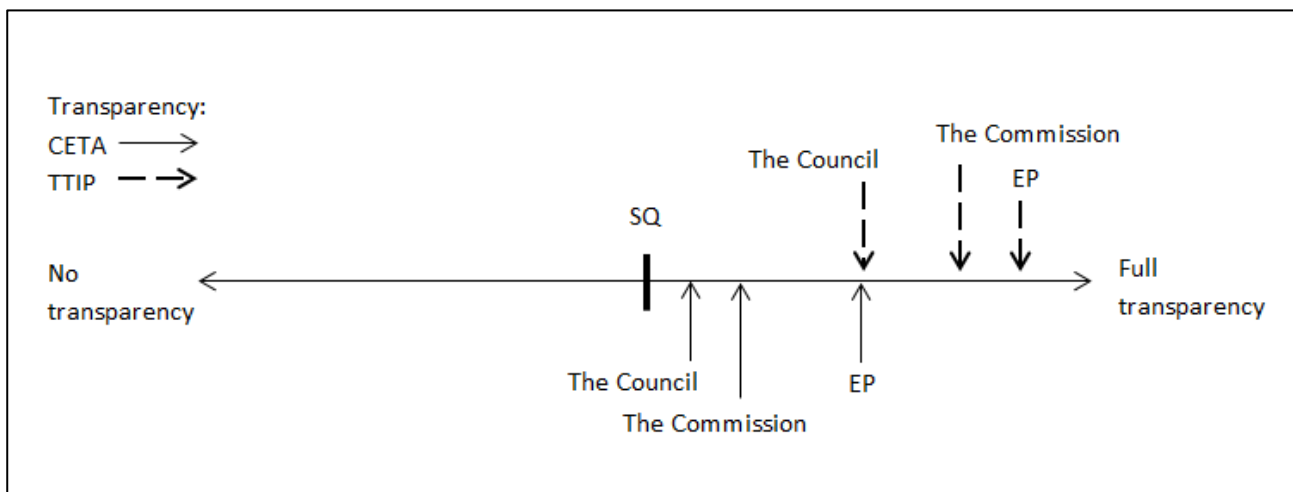 Transparency:
CETA
TTIP
The Commission
The Council
EP
SQ
No
transparency
Full
transparency
The Council
EP
The Commission